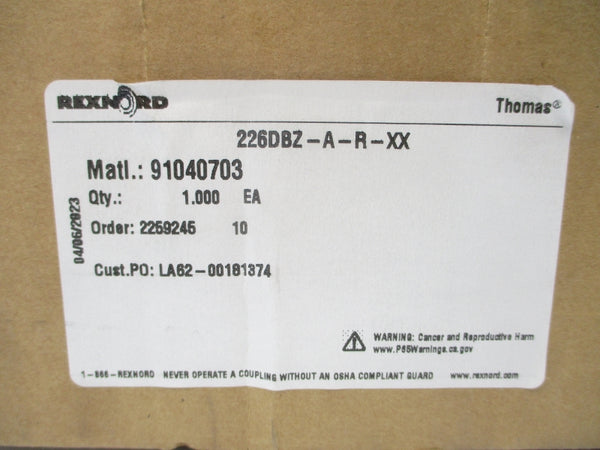 REXNORD
Thomas®
226DBZ-A-R-XX
Matl.: 91040703
Qty.: 1.000 EA
Order: 2259245 10
04/06/2023
Cust.PO: LA62-00181374
WARNING: Cancer and Reproductive Harm
www.P65Warnings.ca.gov
1-866-REXNORD NEVER OPERATE A COUPLING WITHOUT AN OSHA COMPLIANT GUARD www.rexnord.com